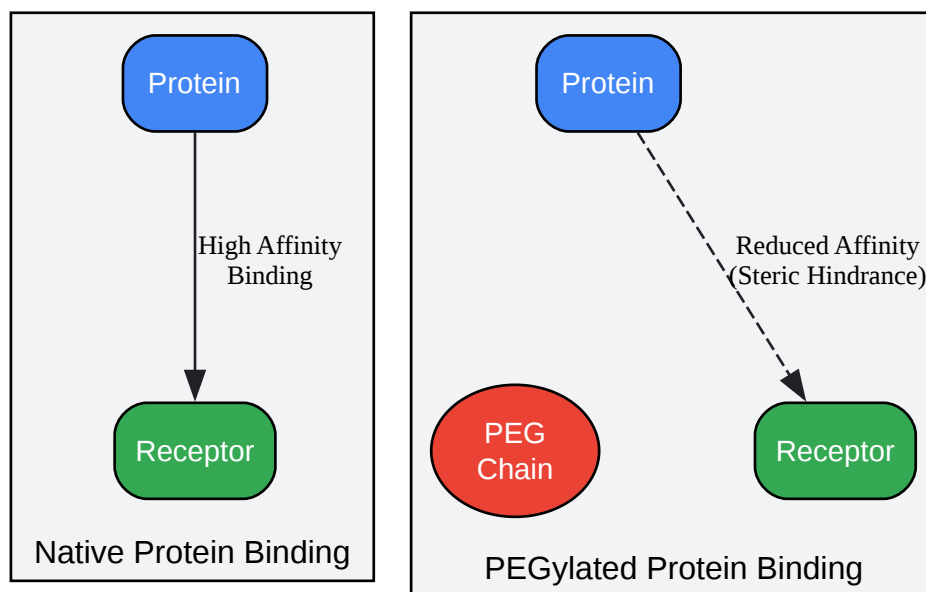 Protein
High Affinity
Binding
Receptor
Native Protein Binding
Protein
Reduced Affinity
(Steric Hindrance)
PEG
Chain
Receptor
PEGylated Protein Binding